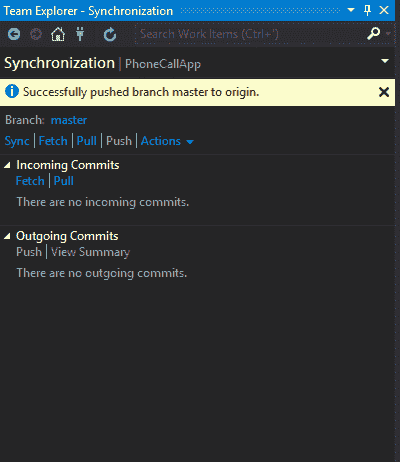 Team Explorer - Synchronization
Search Work Items (Ctrl+')
Synchronization | PhoneCallApp
Successfully pushed branch master to origin.
Branch: master
Sync | Fetch | Pull | Push | Actions
Incoming Commits
Fetch | Pull
There are no incoming commits.
Outgoing Commits
Push | View Summary
There are no outgoing commits.